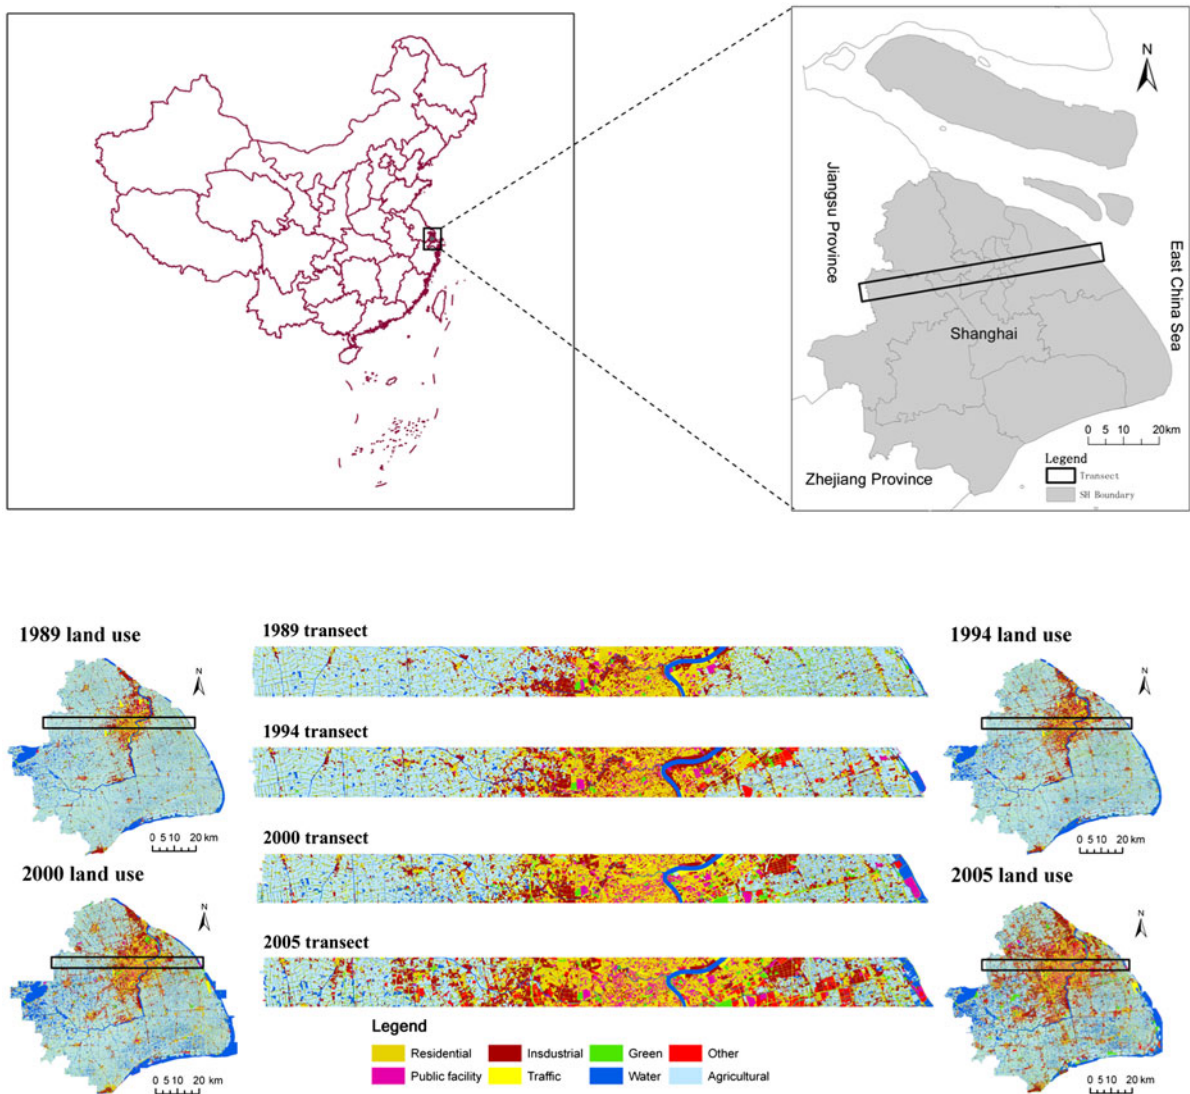 N
Jiangsu Province
East China Sea
Shanghai
0 5 10 20km
Legend
Transect
SH Boundary
Zhejiang Province
1989 land use
N
0 5 10 20 km
1989 transect
1994 transect
2000 transect
2005 transect
1994 land use
N
0 5 10 20 km
2000 land use
N
0 5 10 20 km
2005 land use
N
0 5 10 20 km
Legend
Residential
Insdustrial
Green
Other
Public facility
Traffic
Water
Agricultural